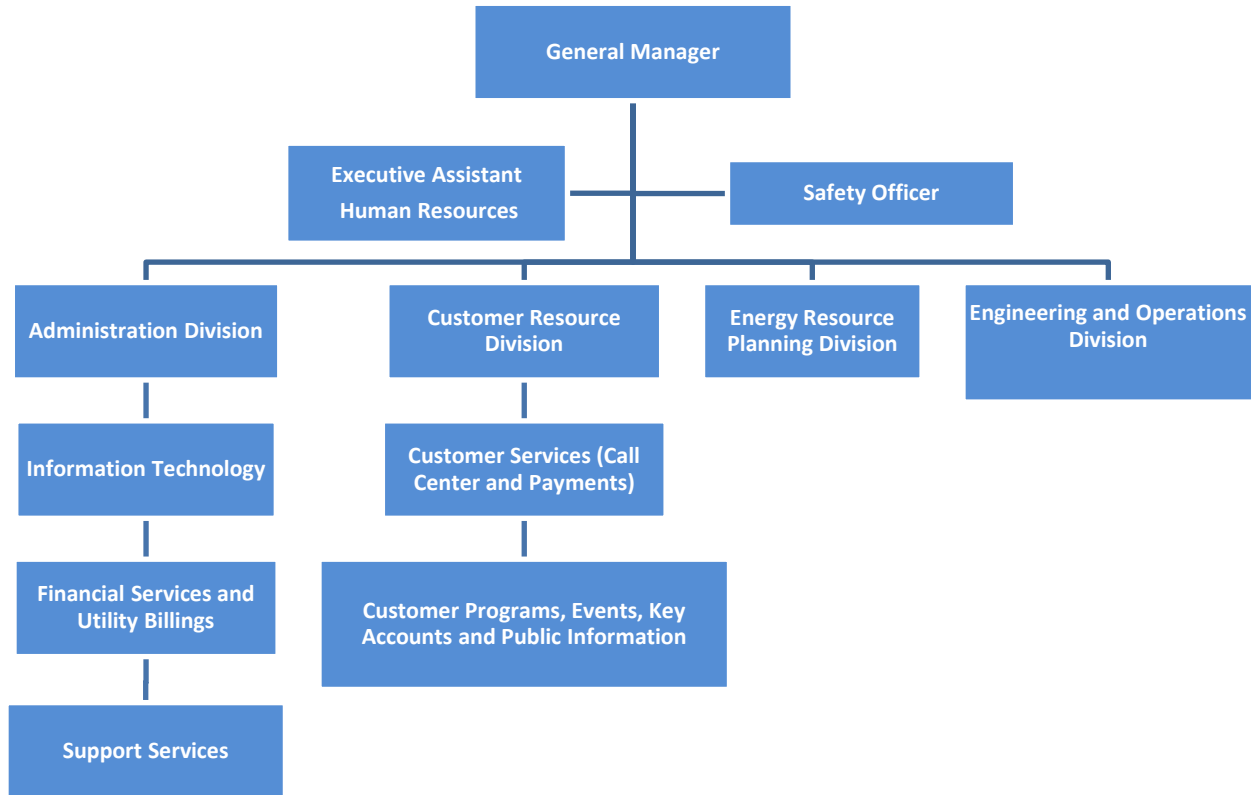 General Manager
Executive Assistant
Human Resources
Safety Officer
Administration Division
Customer Resource
Division
Energy Resource
Planning Division
Engineering and Operations
Division
Information Technology
Customer Services (Call
Center and Payments)
Financial Services and
Utility Billings
Customer Programs, Events, Key
Accounts and Public Information
Support Services